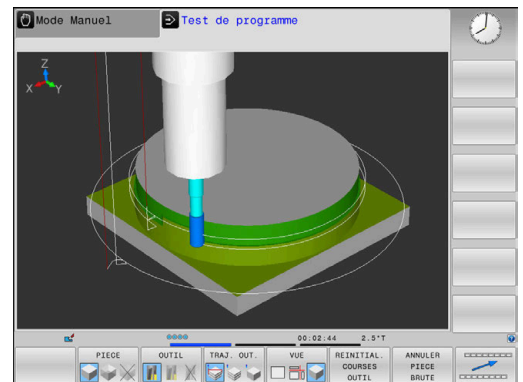 Mode Manuel
Test de programme
Z
X
Y
00:02:44
2.5*T
PIECE
OUTIL
TRAJ. OUT.
VUE
REINITIAL.
COURSES
OUTIL
ANNULER
PIECE
BRUTE